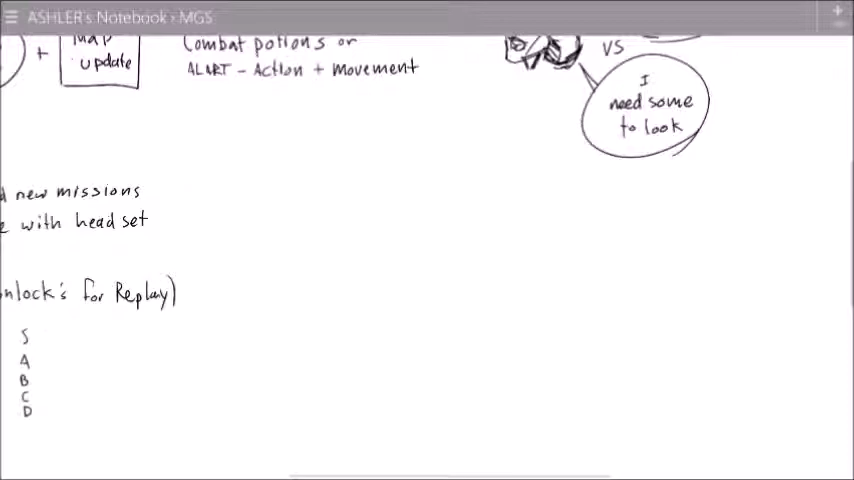 ASHLER's Notebook › MGS
Map
update
+
Combat potions or
ALART - Action + movement
VS
I
need some
to look
new missions
with head set
nlock's for Replay)
S
A
B
C
D